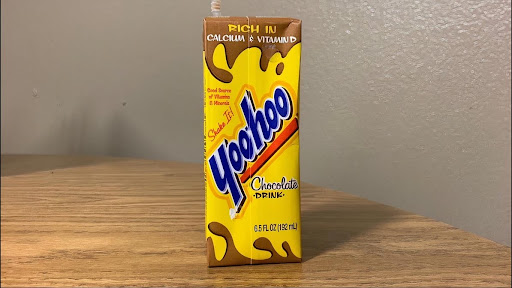 RICH IN
CALCIUM & VITAMIN D
Good Source
of Vitamins
& Minerals
Shake It!
Yoohoo
Chocolate
·DRINK·
6.5 FL OZ (192 mL)